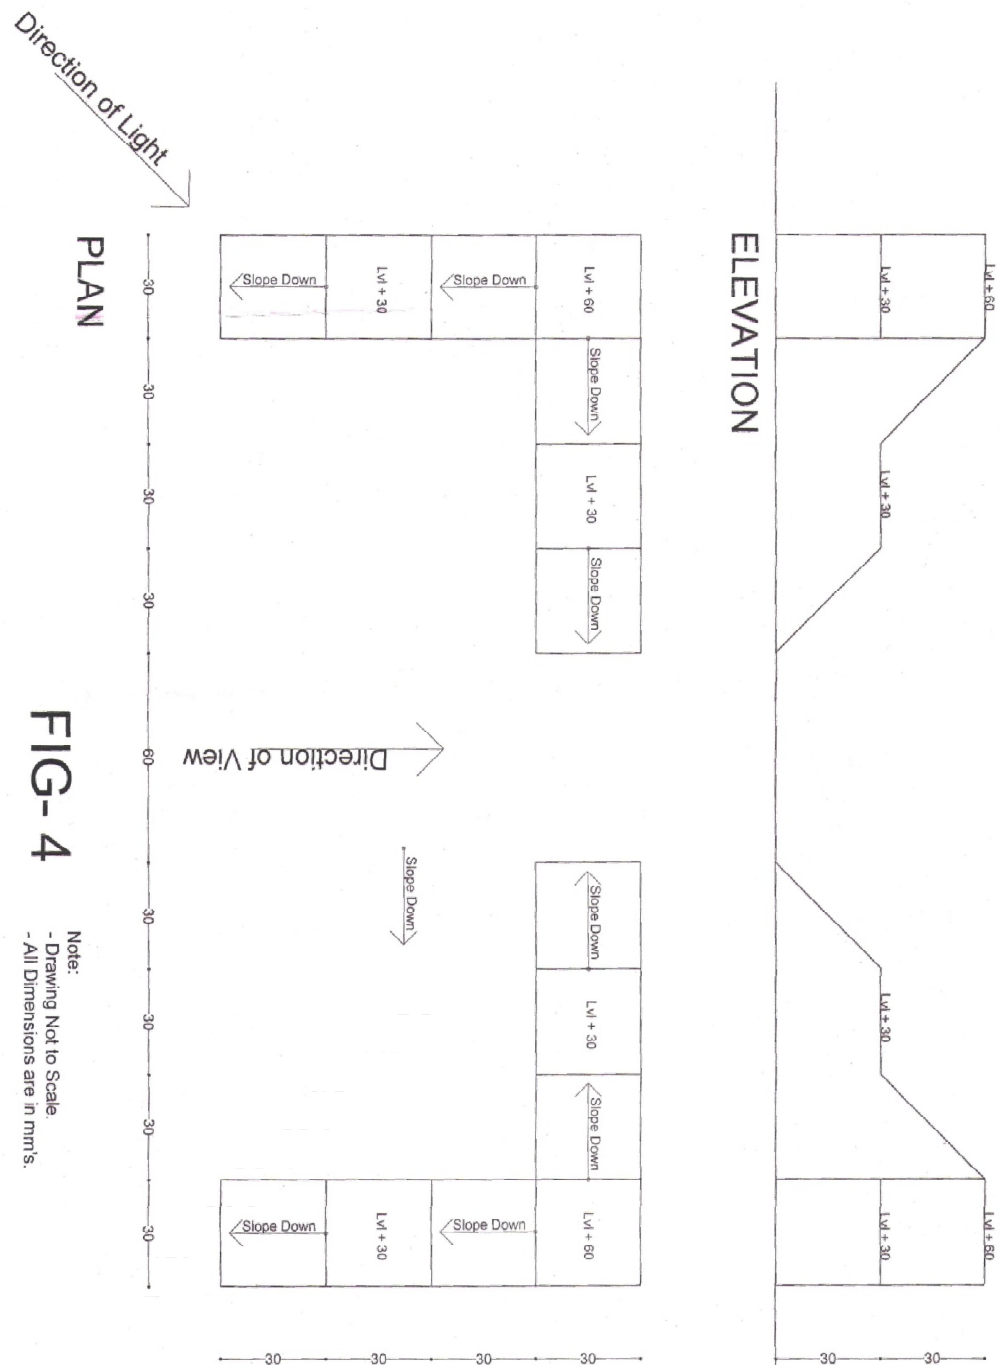 Direction of Light
ELEVATION
Lvl + 60
Lvl + 30
Lvl + 30
Lvl + 30
Lvl + 60
Lvl + 30
30
30
PLAN
Slope Down
Lvl + 30
Slope Down
Lvl + 60
Slope Down
Lvl + 30
Slope Down
Direction of View
Slope Down
Slope Down
Lvl + 30
Slope Down
Slope Down
Lvl + 30
Slope Down
Lvl + 60
30
30
30
30
30
30
30
30
60
30
30
30
30
FIG- 4
Note:
- Drawing Not to Scale.
- All Dimensions are in mm's.